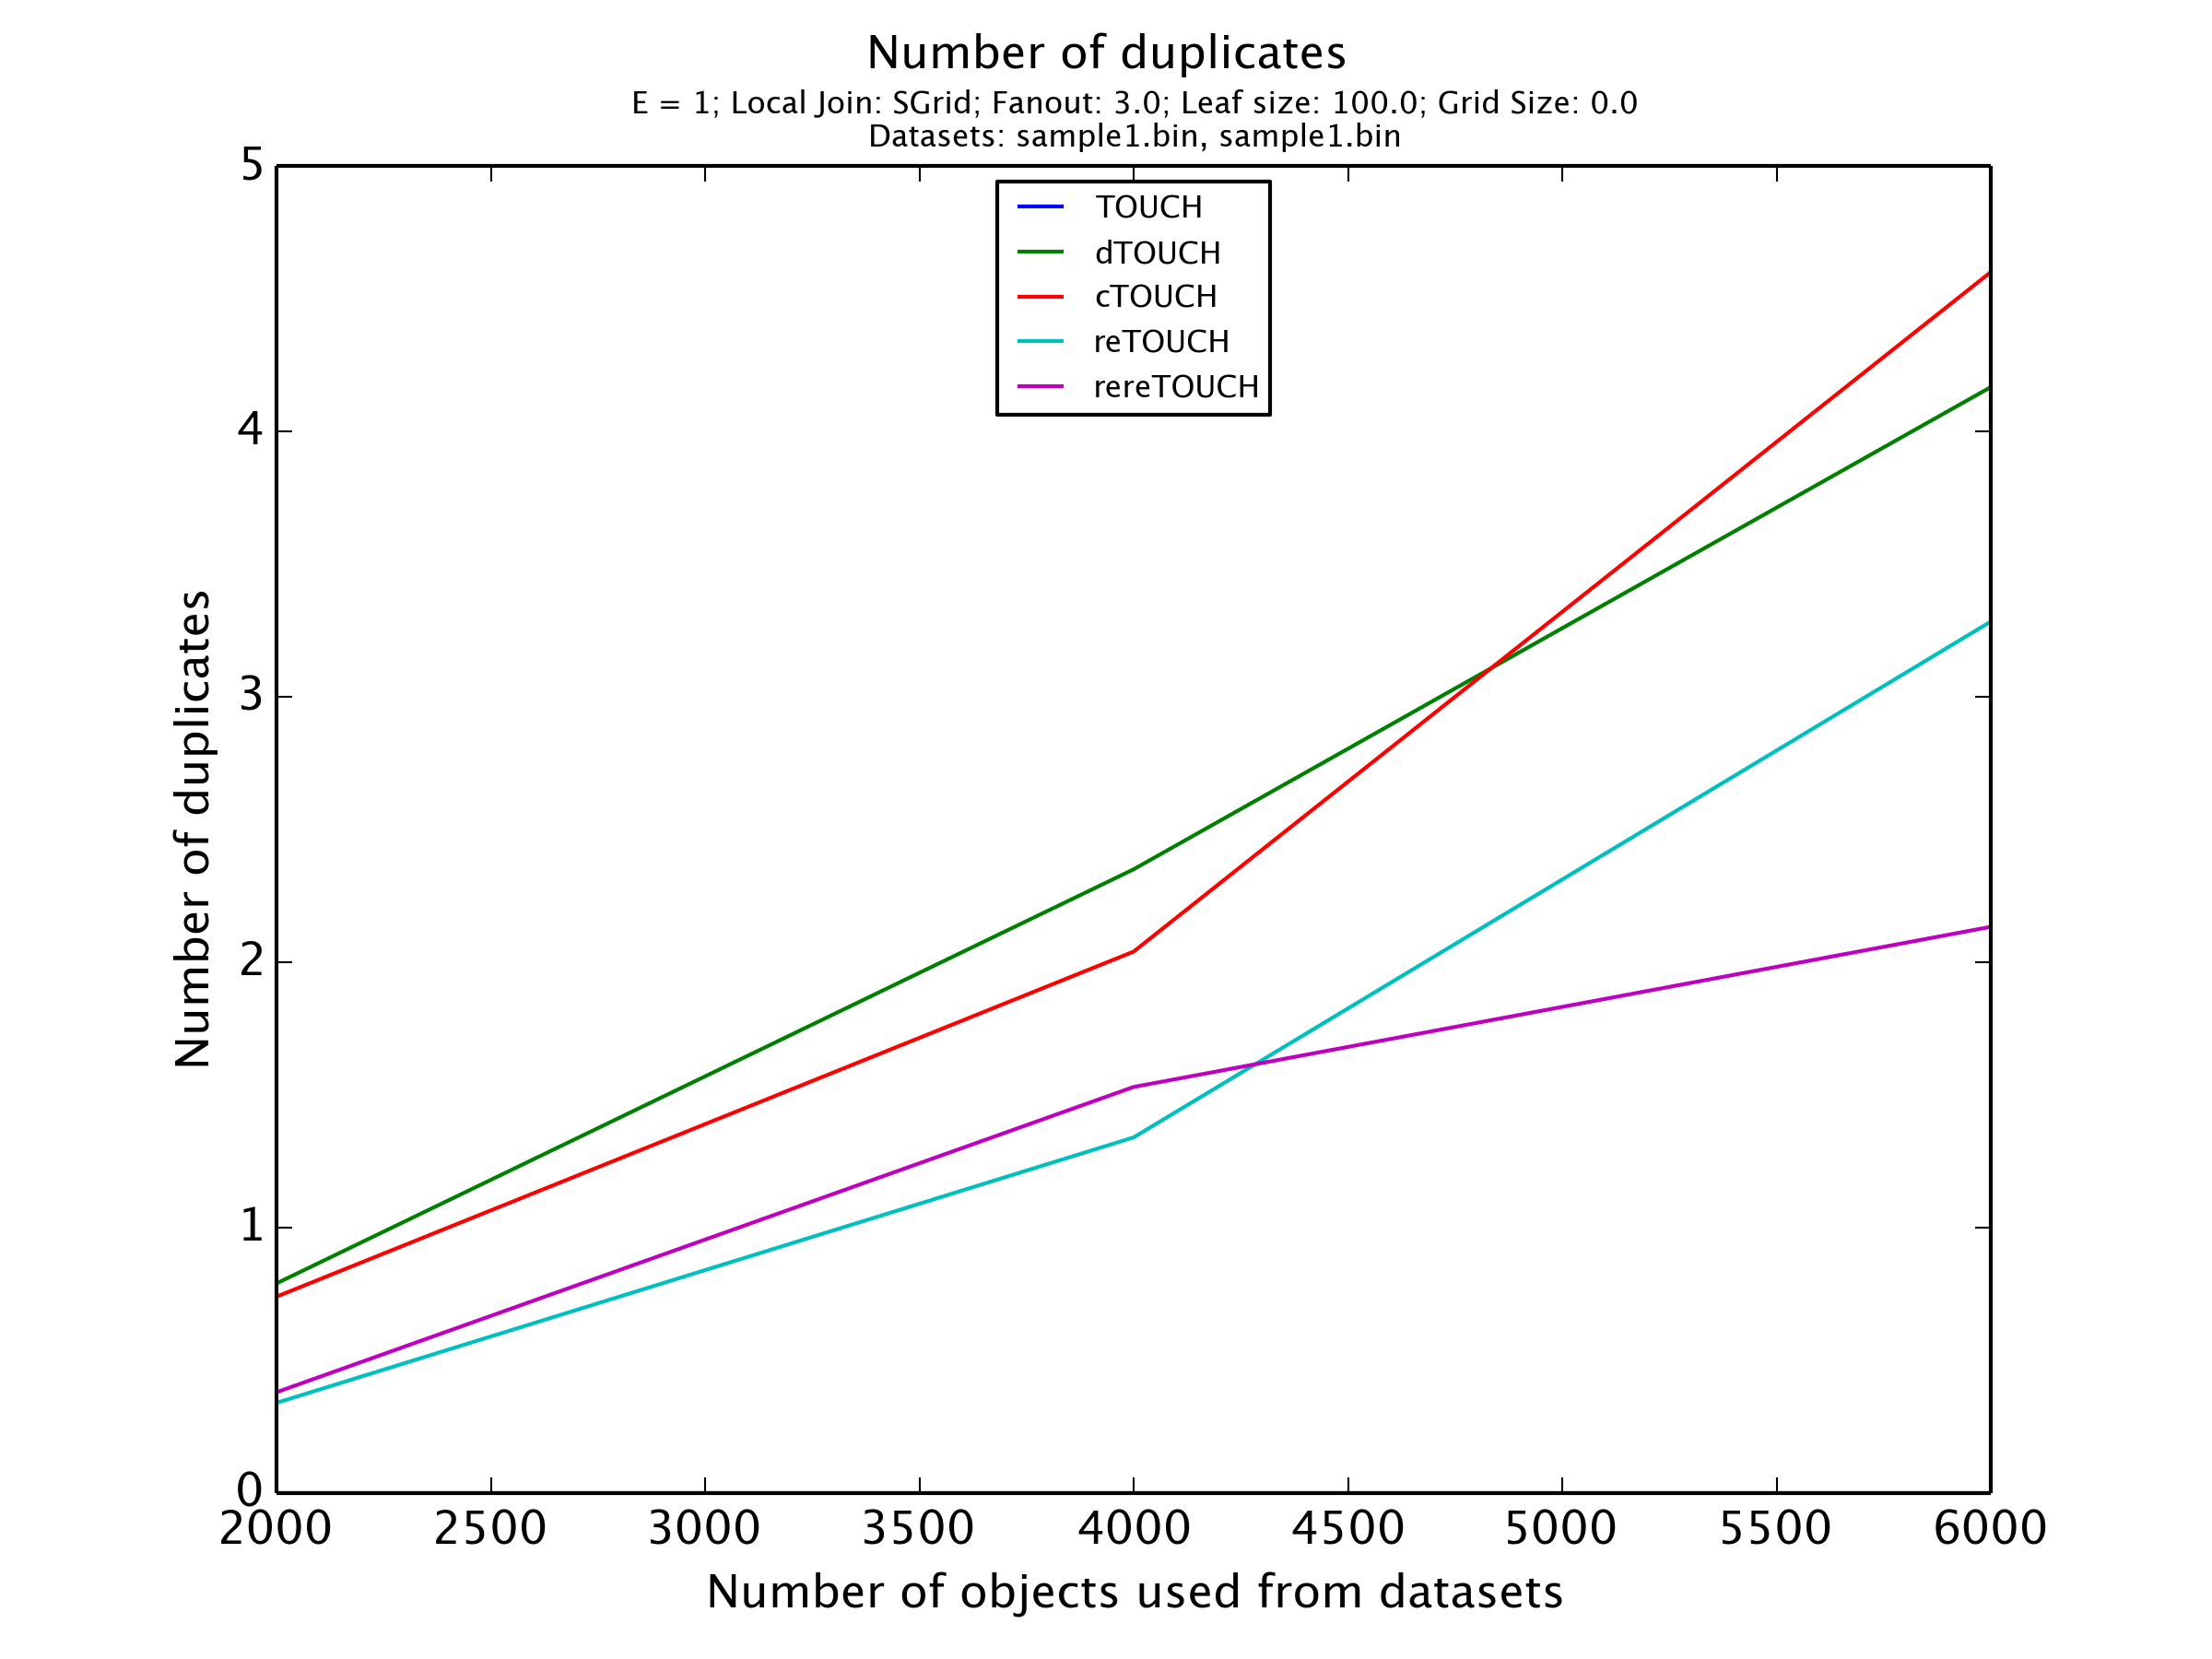 Number of duplicates
E = 1; Local Join: SGrid; Fanout: 3.0; Leaf size: 100.0; Grid Size: 0.0
Datasets: sample1.bin, sample1.bin
TOUCH
dTOUCH
cTOUCH
reTOUCH
rereTOUCH
Number of duplicates
5
4
3
2
1
0
2000 2500 3000 3500 4000 4500 5000 5500 6000
Number of objects used from datasets